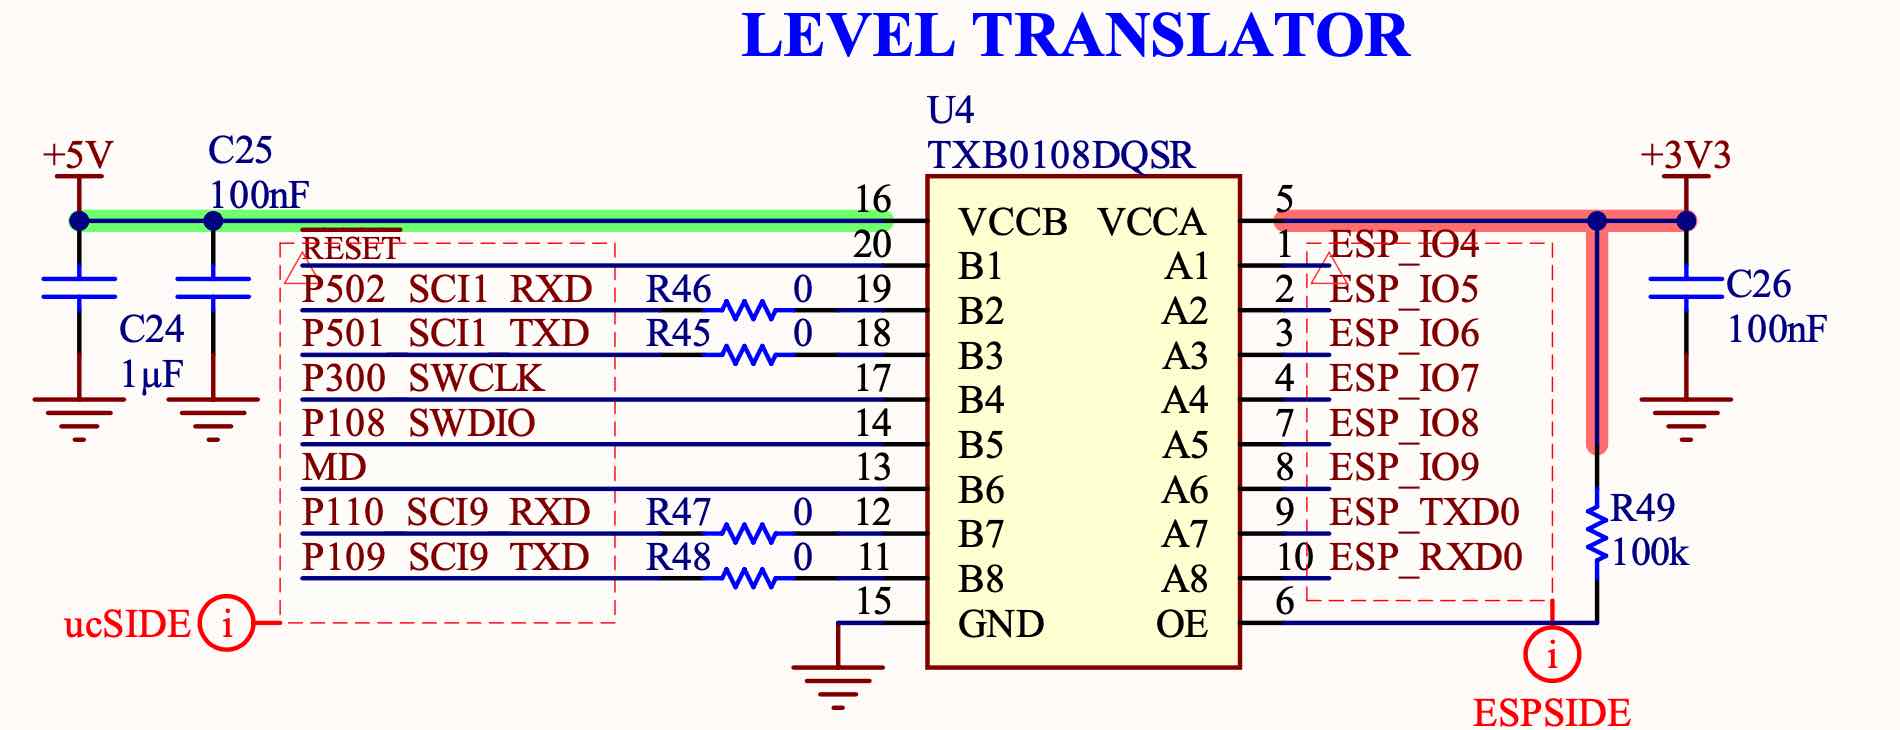 LEVEL TRANSLATOR
U4
TXB0108DQSR
+5V
C25
100nF
C24
1µF
+3V3
C26
100nF
16 VCCB VCCA 5
RESET 20 B1 A1 1 ESP_IO4
P502_SCI1_RXD R46 0 19 B2 A2 2 ESP_IO5
P501_SCI1_TXD R45 0 18 B3 A3 3 ESP_IO6
P300_SWCLK 17 B4 A4 4 ESP_IO7
P108_SWDIO 14 B5 A5 7 ESP_IO8
MD 13 B6 A6 8 ESP_IO9
P110_SCI9_RXD R47 0 12 B7 A7 9 ESP_TXD0
P109_SCI9_TXD R48 0 11 B8 A8 10 ESP_RXD0
15 GND OE 6
R49
100k
ucSIDE i
i
ESPSIDE